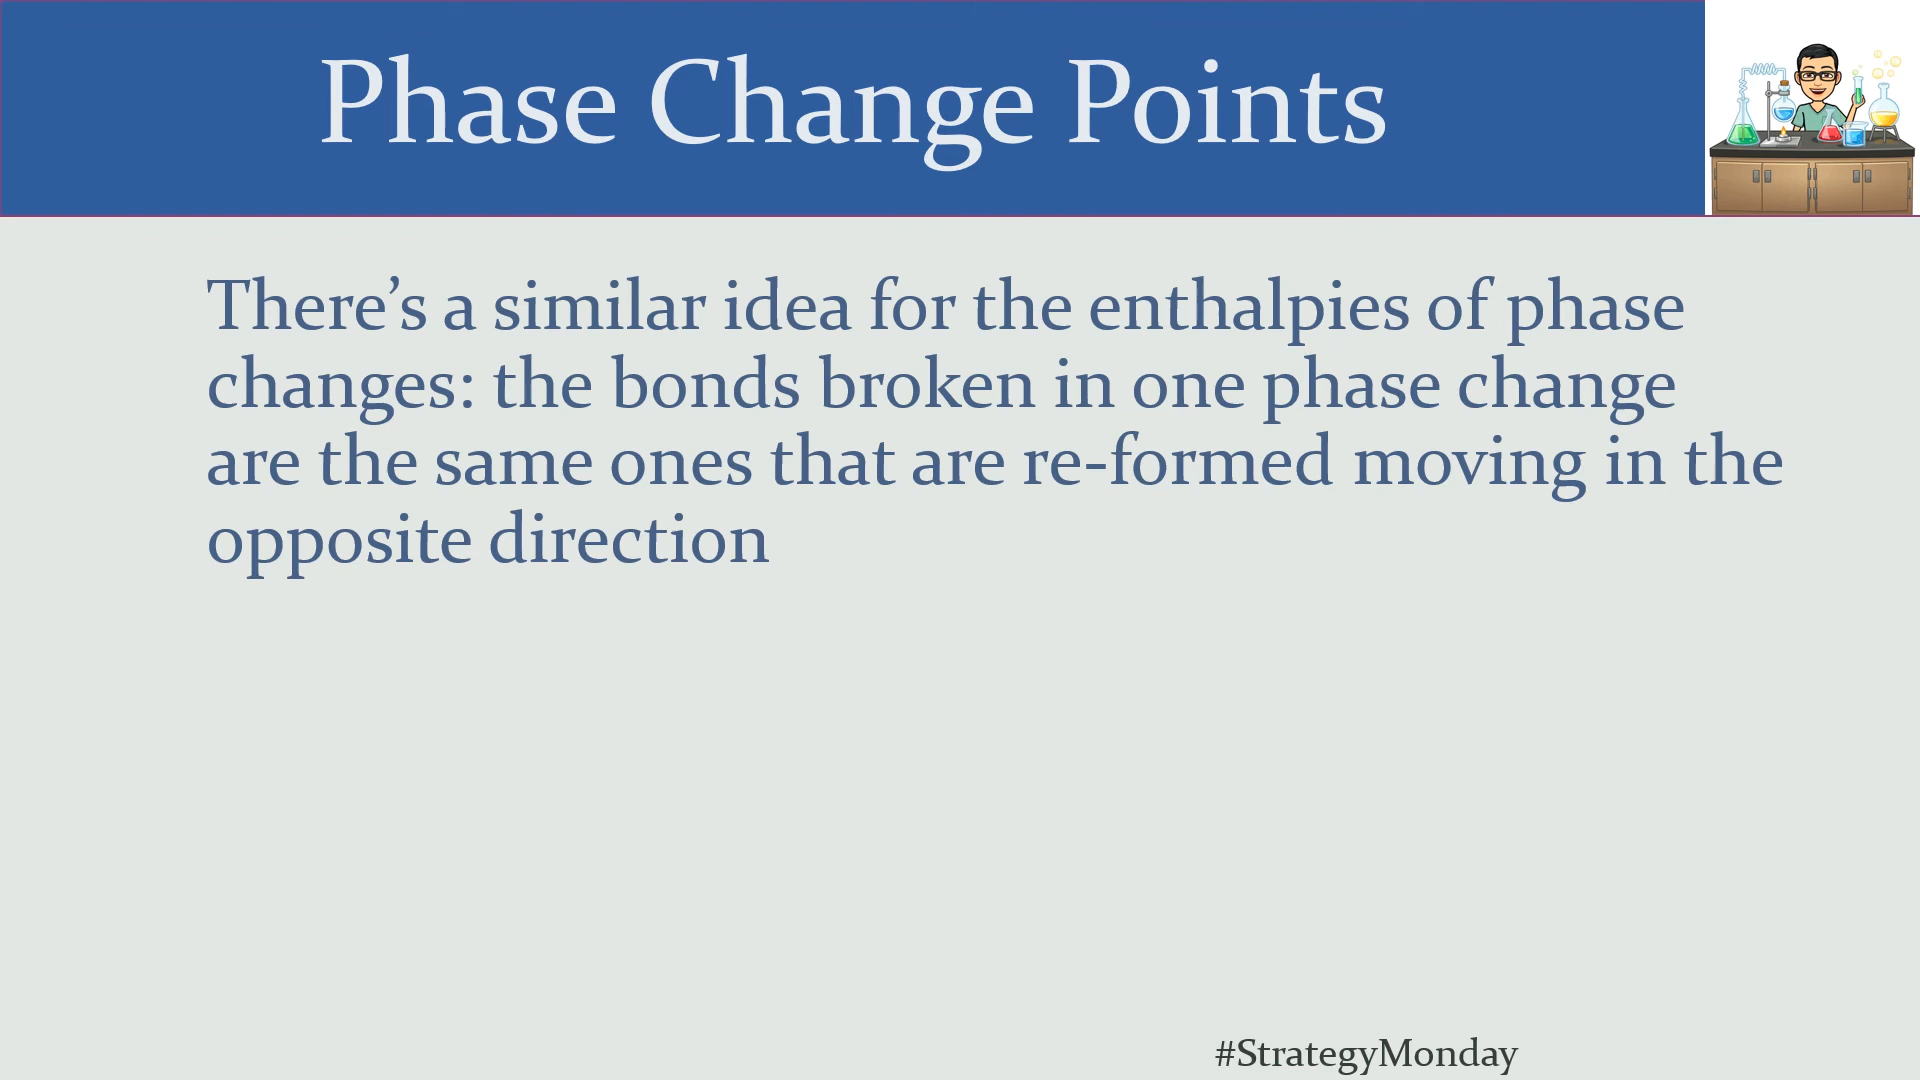 Phase Change Points
There’s a similar idea for the enthalpies of phase
changes: the bonds broken in one phase change
are the same ones that are re-formed moving in the
opposite direction
#StrategyMonday